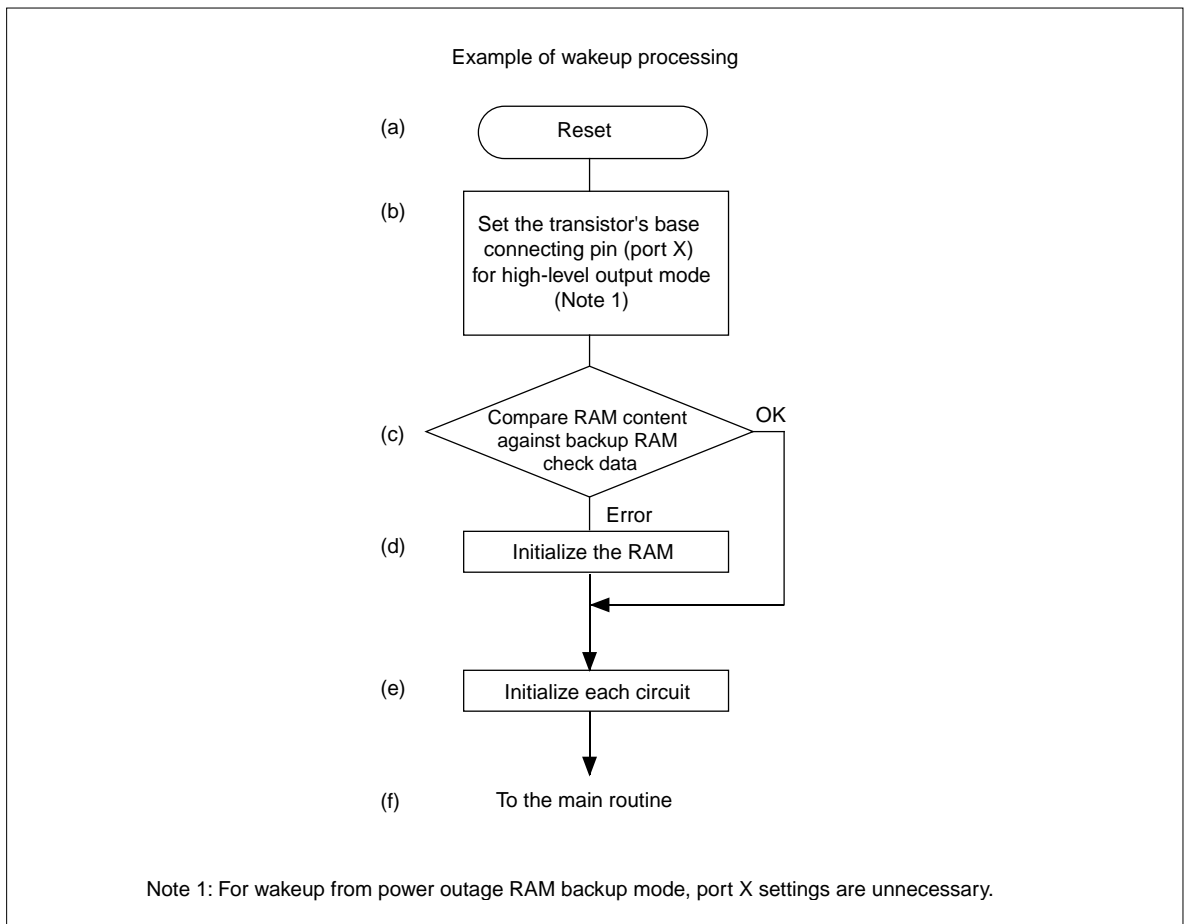 Example of wakeup processing
(a)
Reset
(b)
Set the transistor's base
connecting pin (port X)
for high-level output mode
(Note 1)
(c)
Compare RAM content
against backup RAM
check data
OK
Error
(d)
Initialize the RAM
(e)
Initialize each circuit
(f)
To the main routine
Note 1: For wakeup from power outage RAM backup mode, port X settings are unnecessary.